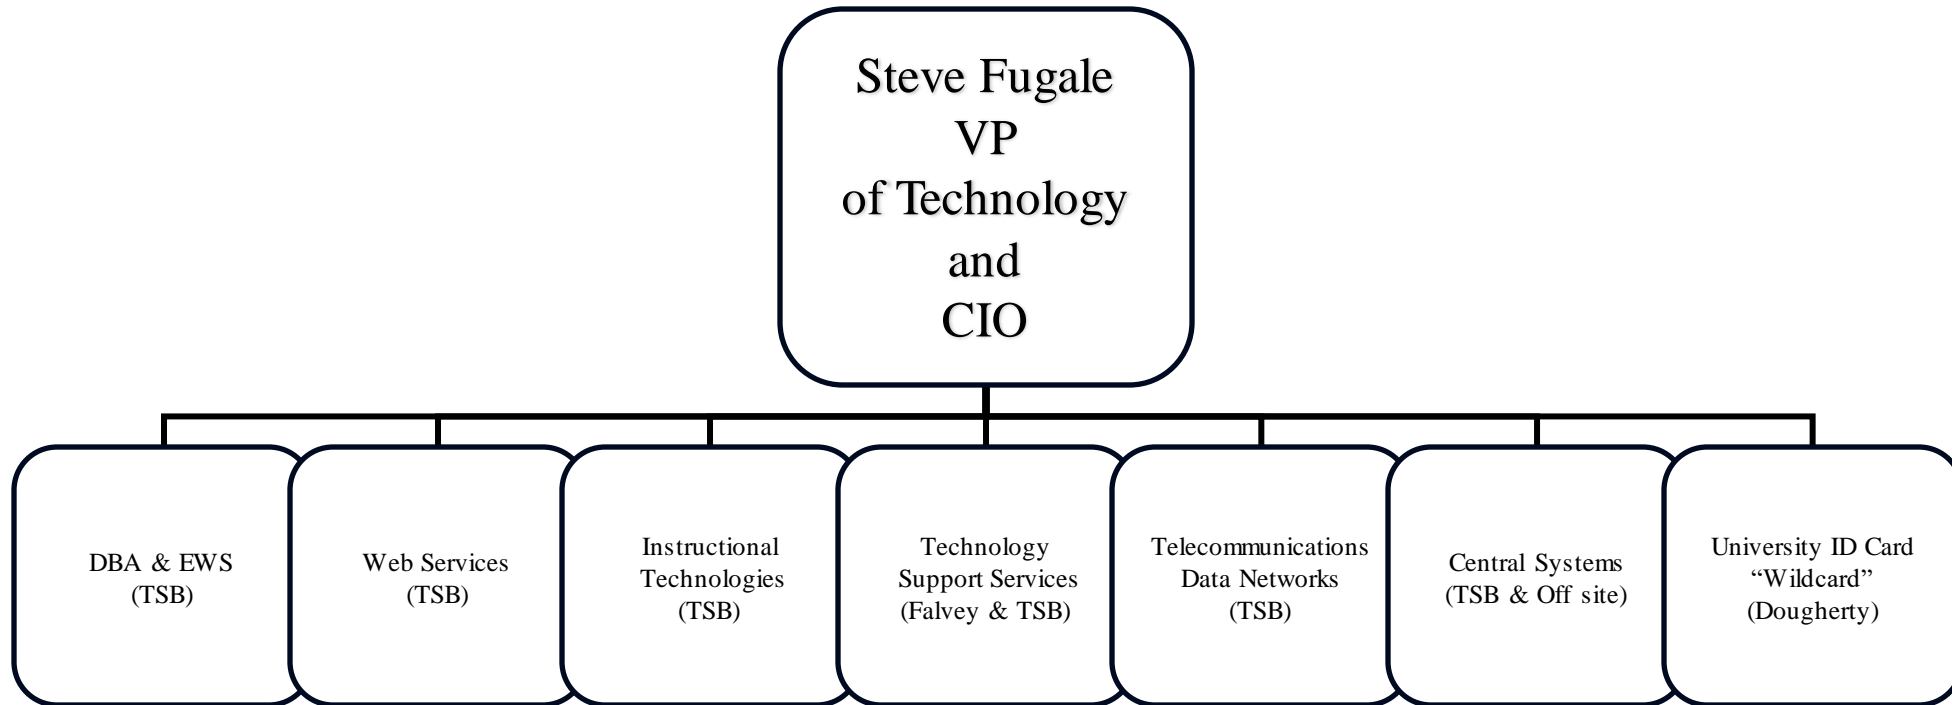 Steve Fugale
VP
of Technology
and
CIO
DBA & EWS
(TSB)
Web Services
(TSB)
Instructional
Technologies
(TSB)
Technology
Support Services
(Falvey & TSB)
Telecommunications
Data Networks
(TSB)
Central Systems
(TSB & Off site)
University ID Card
“Wildcard”
(Dougherty)